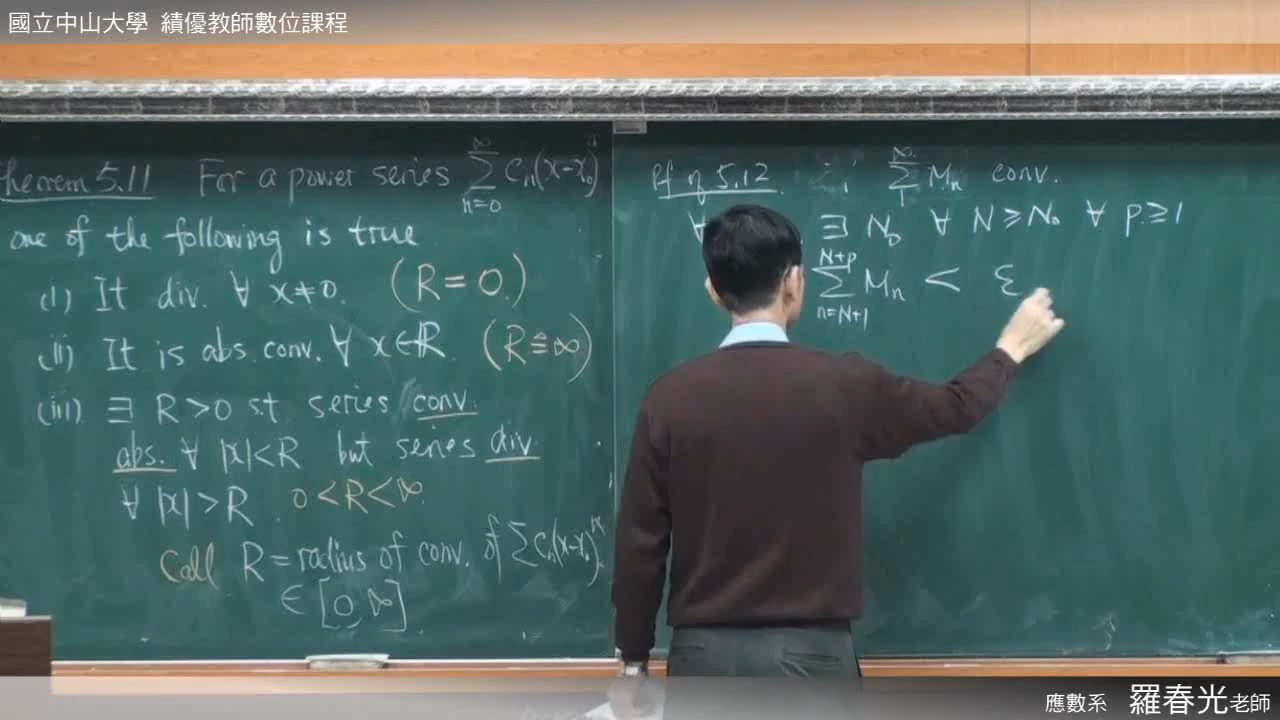 國立中山大學 績優教師數位課程
Theorem 5.11 For a power series ∑_{n=0}^{∞} Cₙ(x-x₀)ⁿ
one of the following is true
(i) It div. ∀ x≠0. (R=0.)
(ii) It is abs. conv. ∀ x∈ℝ. (R≙∞)
(iii) ∃ R>0 s.t series conv.
abs. ∀ |x|<R but series div.
∀ |x|>R. 0<R<∞.
Call R = radius of conv. of ∑Cₙ(x-x₀)ⁿ
∈ [0,∞]
Pf of 5.12 ∵ ∑_{1}^{∞} Mₙ conv.
∀ ∃ N₀ ∀ N≥N₀ ∀ p≥1
∑_{n=N+1}^{N+p} Mₙ < ε
應數系 羅春光老師